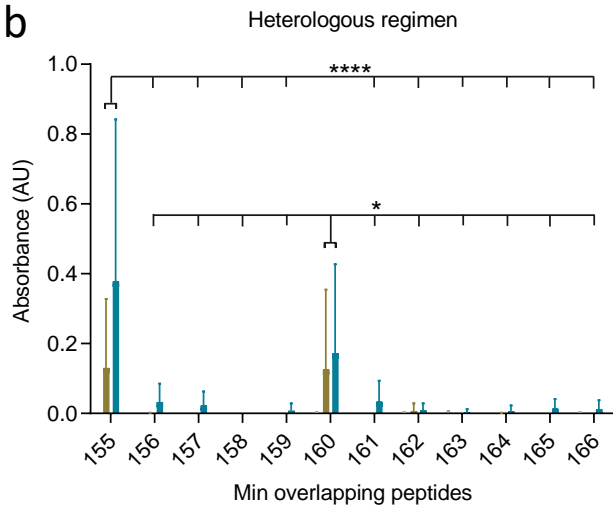 b
Heterologous regimen
****
*
Absorbance (AU)
1.0
0.8
0.6
0.4
0.2
0.0
155 156 157 158 159 160 161 162 163 164 165 166
Min overlapping peptides